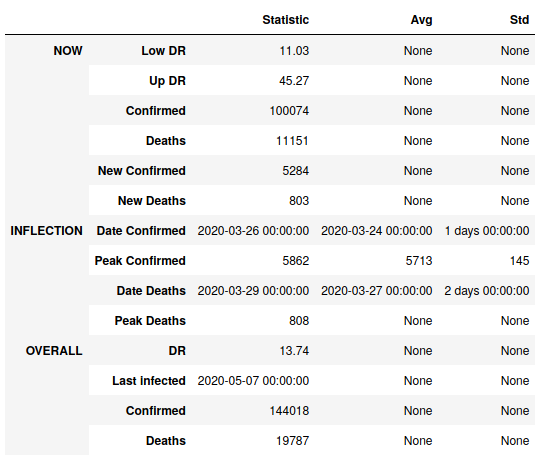 Statistic Avg Std
NOW Low DR 11.03 None None
Up DR 45.27 None None
Confirmed 100074 None None
Deaths 11151 None None
New Confirmed 5284 None None
New Deaths 803 None None
INFLECTION Date Confirmed 2020-03-26 00:00:00 2020-03-24 00:00:00 1 days 00:00:00
Peak Confirmed 5862 5713 145
Date Deaths 2020-03-29 00:00:00 2020-03-27 00:00:00 2 days 00:00:00
Peak Deaths 808 None None
OVERALL DR 13.74 None None
Last infected 2020-05-07 00:00:00 None None
Confirmed 144018 None None
Deaths 19787 None None